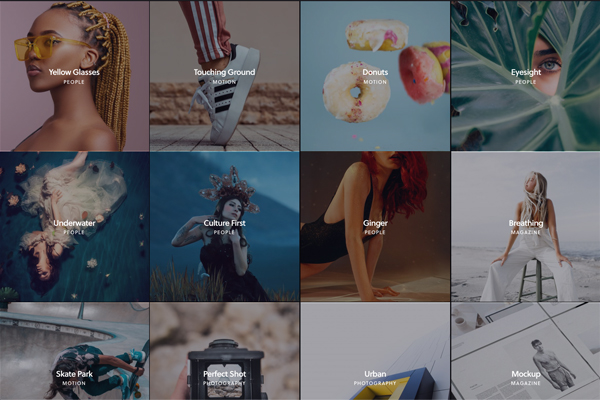 Yellow Glasses
PEOPLE
Touching Ground
MOTION
Donuts
MOTION
Eyesight
PEOPLE
Underwater
PEOPLE
Culture First
PEOPLE
Ginger
PEOPLE
Breathing
MAGAZINE
Skate Park
MOTION
Perfect Shot
PHOTOGRAPHY
Urban
PHOTOGRAPHY
Mockup
MAGAZINE